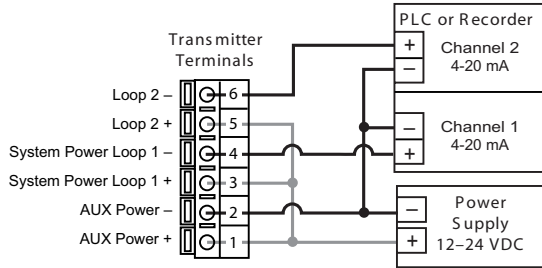 PLC or Recorder
Transmitter
Terminals
+
Channel 2
–
4-20 mA
Loop 2 –
6
Loop 2 +
5
–
Channel 1
System Power Loop 1 –
4
+
4-20 mA
System Power Loop 1 +
3
AUX Power –
2
–
Power
Supply
AUX Power +
1
+
12–24 VDC